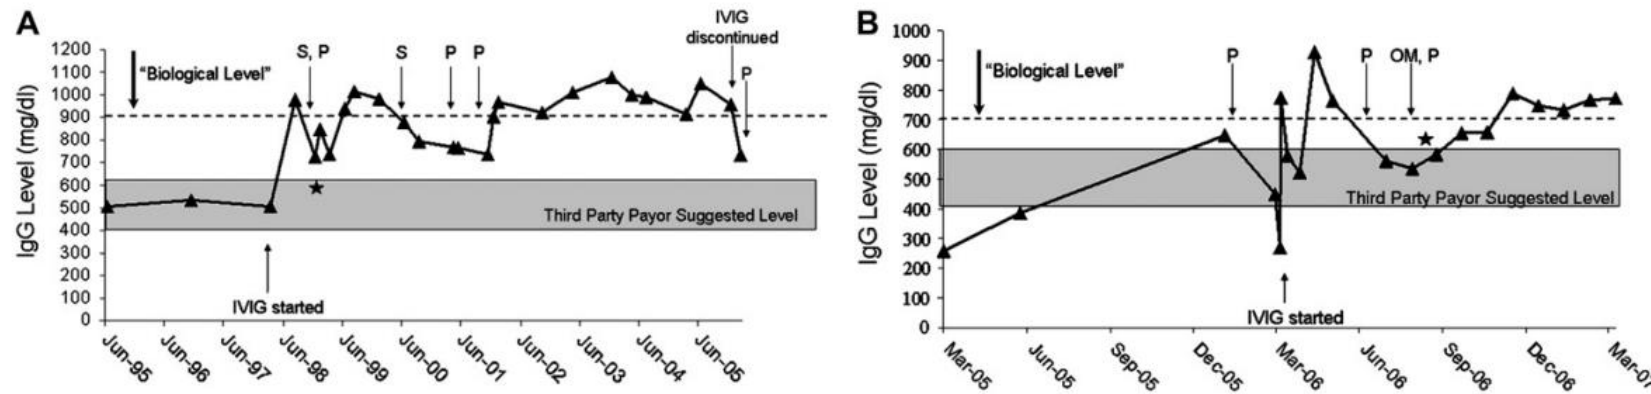 A
IgG Level (mg/dl)
1200
1100
1000
900
800
700
600
500
400
300
200
100
0
"Biological Level"
S, P
S
P
P
IVIG
discontinued
P
Third Party Payor Suggested Level
IVIG started
Jun-95
Jun-96
Jun-97
Jun-98
Jun-99
Jun-00
Jun-01
Jun-02
Jun-03
Jun-04
Jun-05
B
IgG Level (mg/dl)
1000
900
800
700
600
500
400
300
200
100
0
"Biological Level"
P
P
OM, P
Third Party Payor Suggested Level
IVIG started
Mar-05
Jun-05
Sep-05
Dec-05
Mar-06
Jun-06
Sep-06
Dec-06
Mar-07